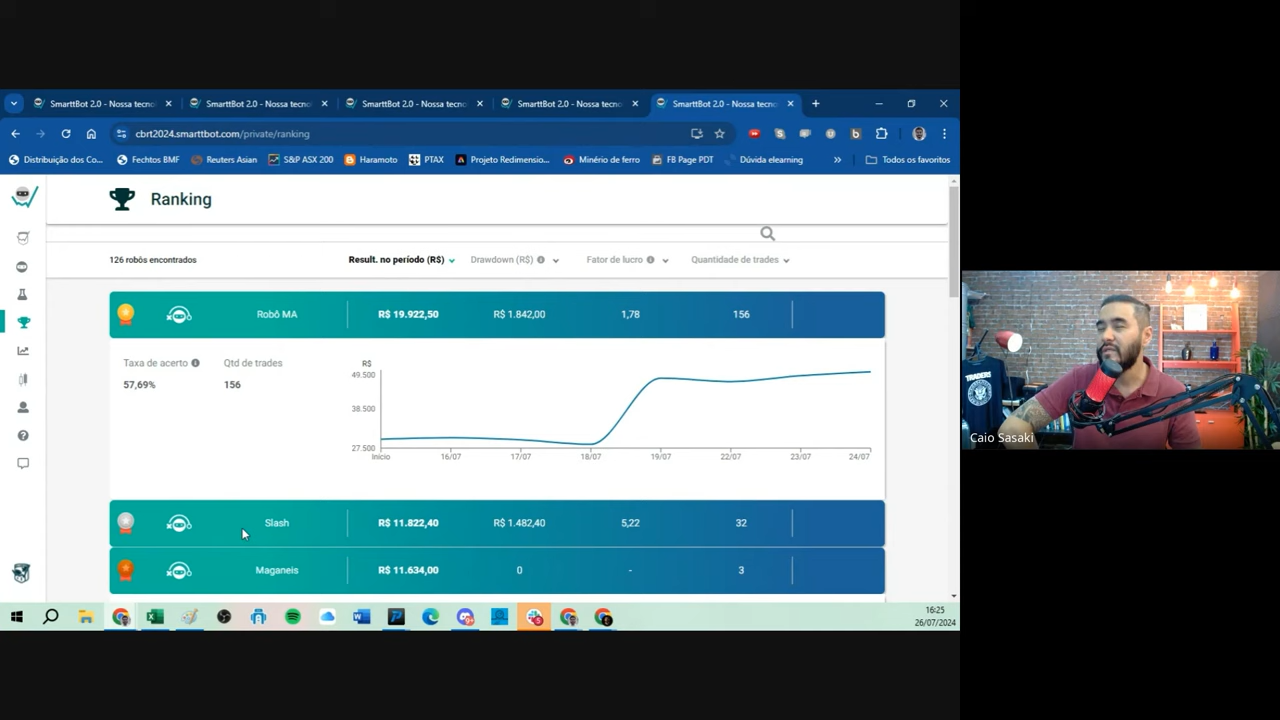 SmarttBot 2.0 - Nossa tecno
SmarttBot 2.0 - Nossa tecno
SmarttBot 2.0 - Nossa tecno
SmarttBot 2.0 - Nossa tecno
SmarttBot 2.0 - Nossa tecno
cbrt2024.smarttbot.com/private/ranking
Distribuição dos Co... Fechtos BMF Reuters Asian S&P ASX 200 Haramoto PTAX Projeto Redimensio... Minério de ferro FB Page PDT Dúvida elearning » Todos os favoritos
Ranking
126 robôs encontrados Result. no período (R$) Drawdown (R$) Fator de lucro Quantidade de trades
Robô MA R$ 19.922,50 R$ 1.842,00 1,78 156
Taxa de acerto Qtd de trades
57,69% 156
R$
49.500
38.500
27.500
Início 16/07 17/07 18/07 19/07 22/07 23/07 24/07
Slash R$ 11.822,40 R$ 1.482,40 5,22 32
Maganeis R$ 11.634,00 0 - 3
16:25
26/07/2024
TRADERS
Caio Sasaki